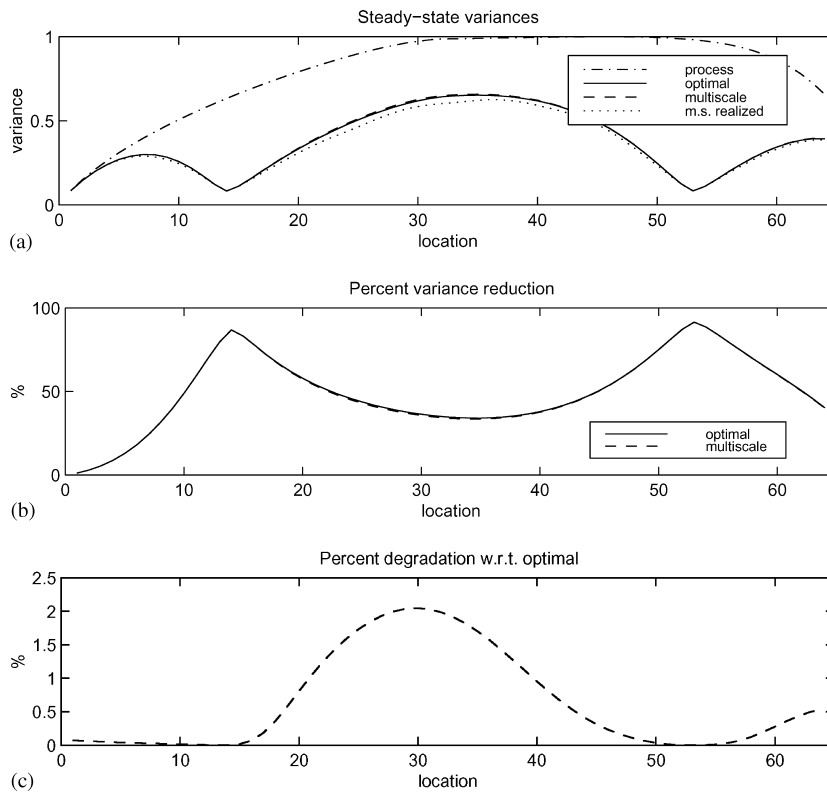 Steady-state variances
1
0.5
0
variance
process
optimal
multiscale
m.s. realized
0 10 20 30 40 50 60
location
(a)
Percent variance reduction
100
50
0
%
optimal
multiscale
0 10 20 30 40 50 60
location
(b)
Percent degradation w.r.t. optimal
2.5
2
1.5
1
0.5
0
%
0 10 20 30 40 50 60
location
(c)